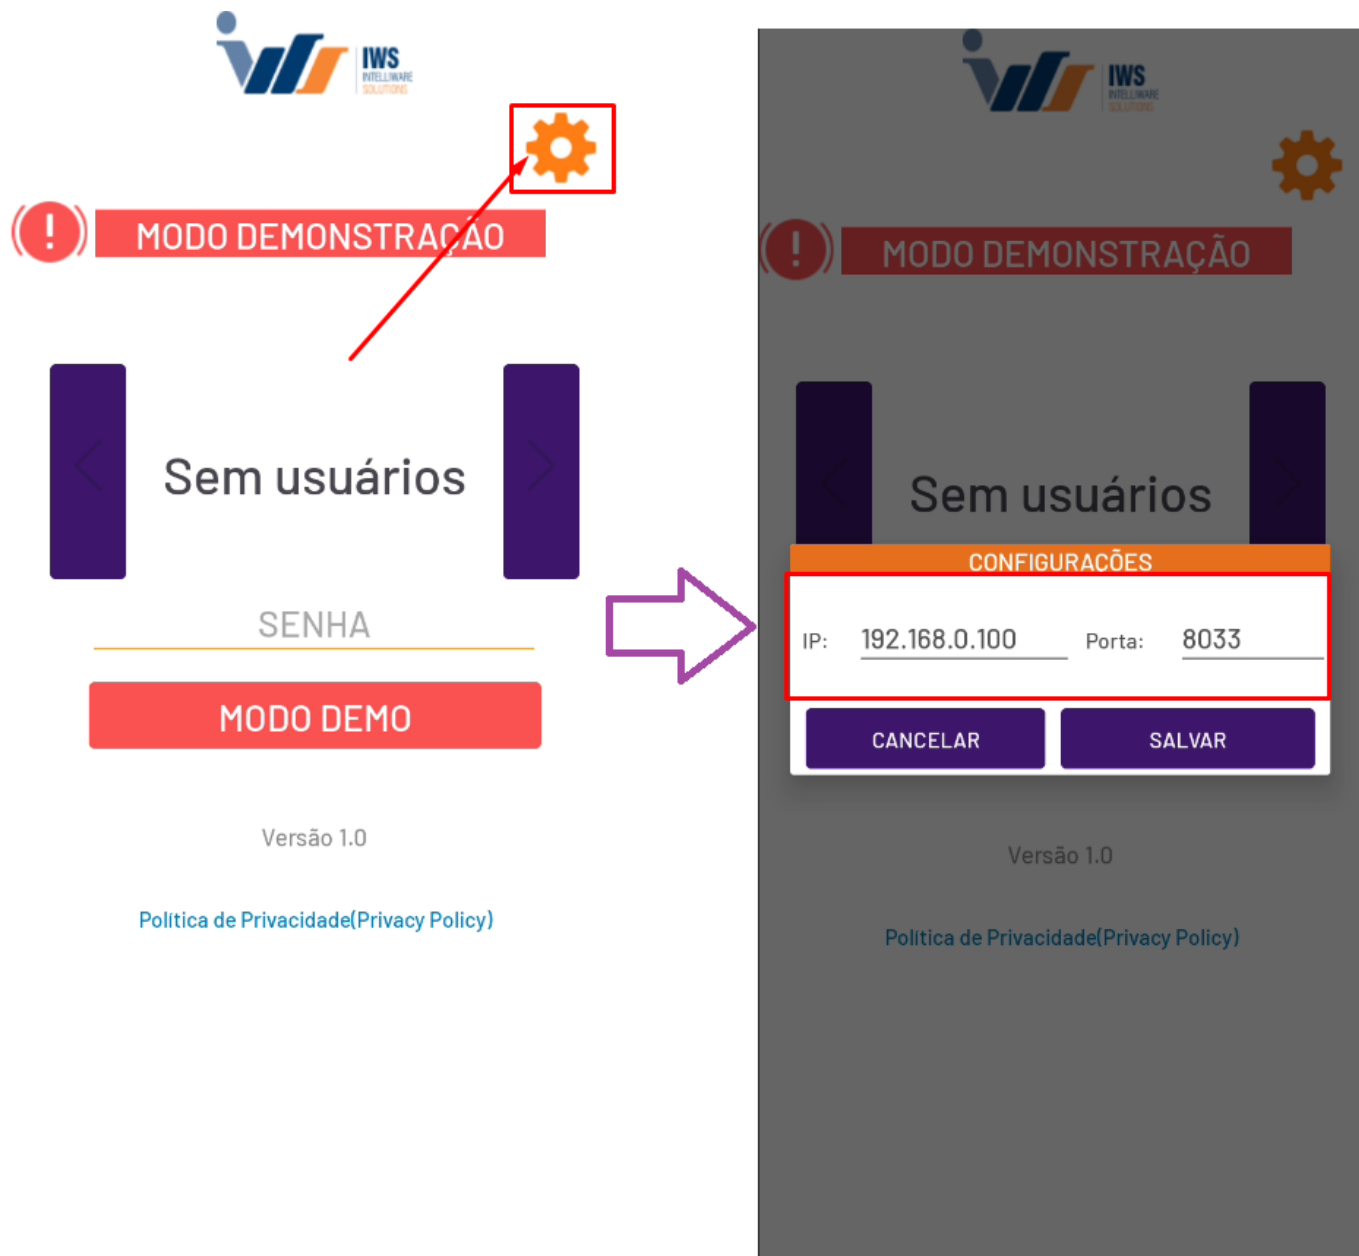 IWS
INTELLIWARE
SOLUTIONS
MODO DEMONSTRAÇÃO
Sem usuários
SENHA
MODO DEMO
Versão 1.0
Política de Privacidade(Privacy Policy)
IWS
INTELLIWARE
SOLUTIONS
MODO DEMONSTRAÇÃO
Sem usuários
CONFIGURAÇÕES
IP: 192.168.0.100 Porta: 8033
CANCELAR SALVAR
Versão 1.0
Política de Privacidade(Privacy Policy)